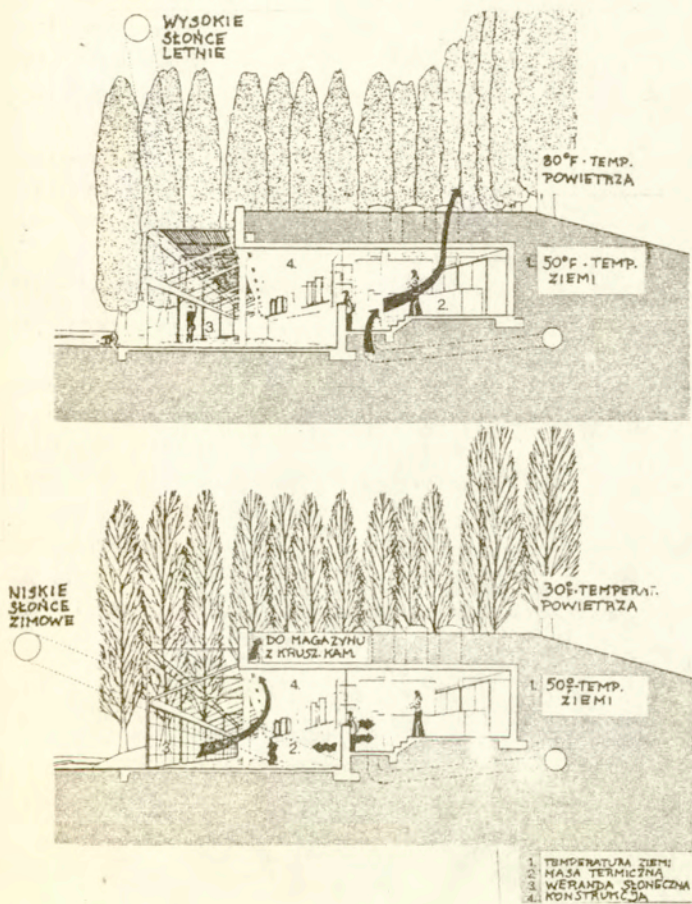 WYSOKIE
SŁOŃCE
LETNIE
80°F · TEMP.
POWIETRZA
4.
1. 50°F · TEMP.
ZIEMI
2.
3
NISKIE
SŁOŃCE
ZIMOWE
30°F · TEMPERAT.
POWIETRZA
DO MAGAZYNU
Z KRUSZ. KAM.
4.
1. 50°F · TEMP.
ZIEMI
2
3
1. TEMPERATURA ZIEMI
2 MASA TERMICZNA
3 WERANDA SŁONECZNA
4. KONSTRUKCJA